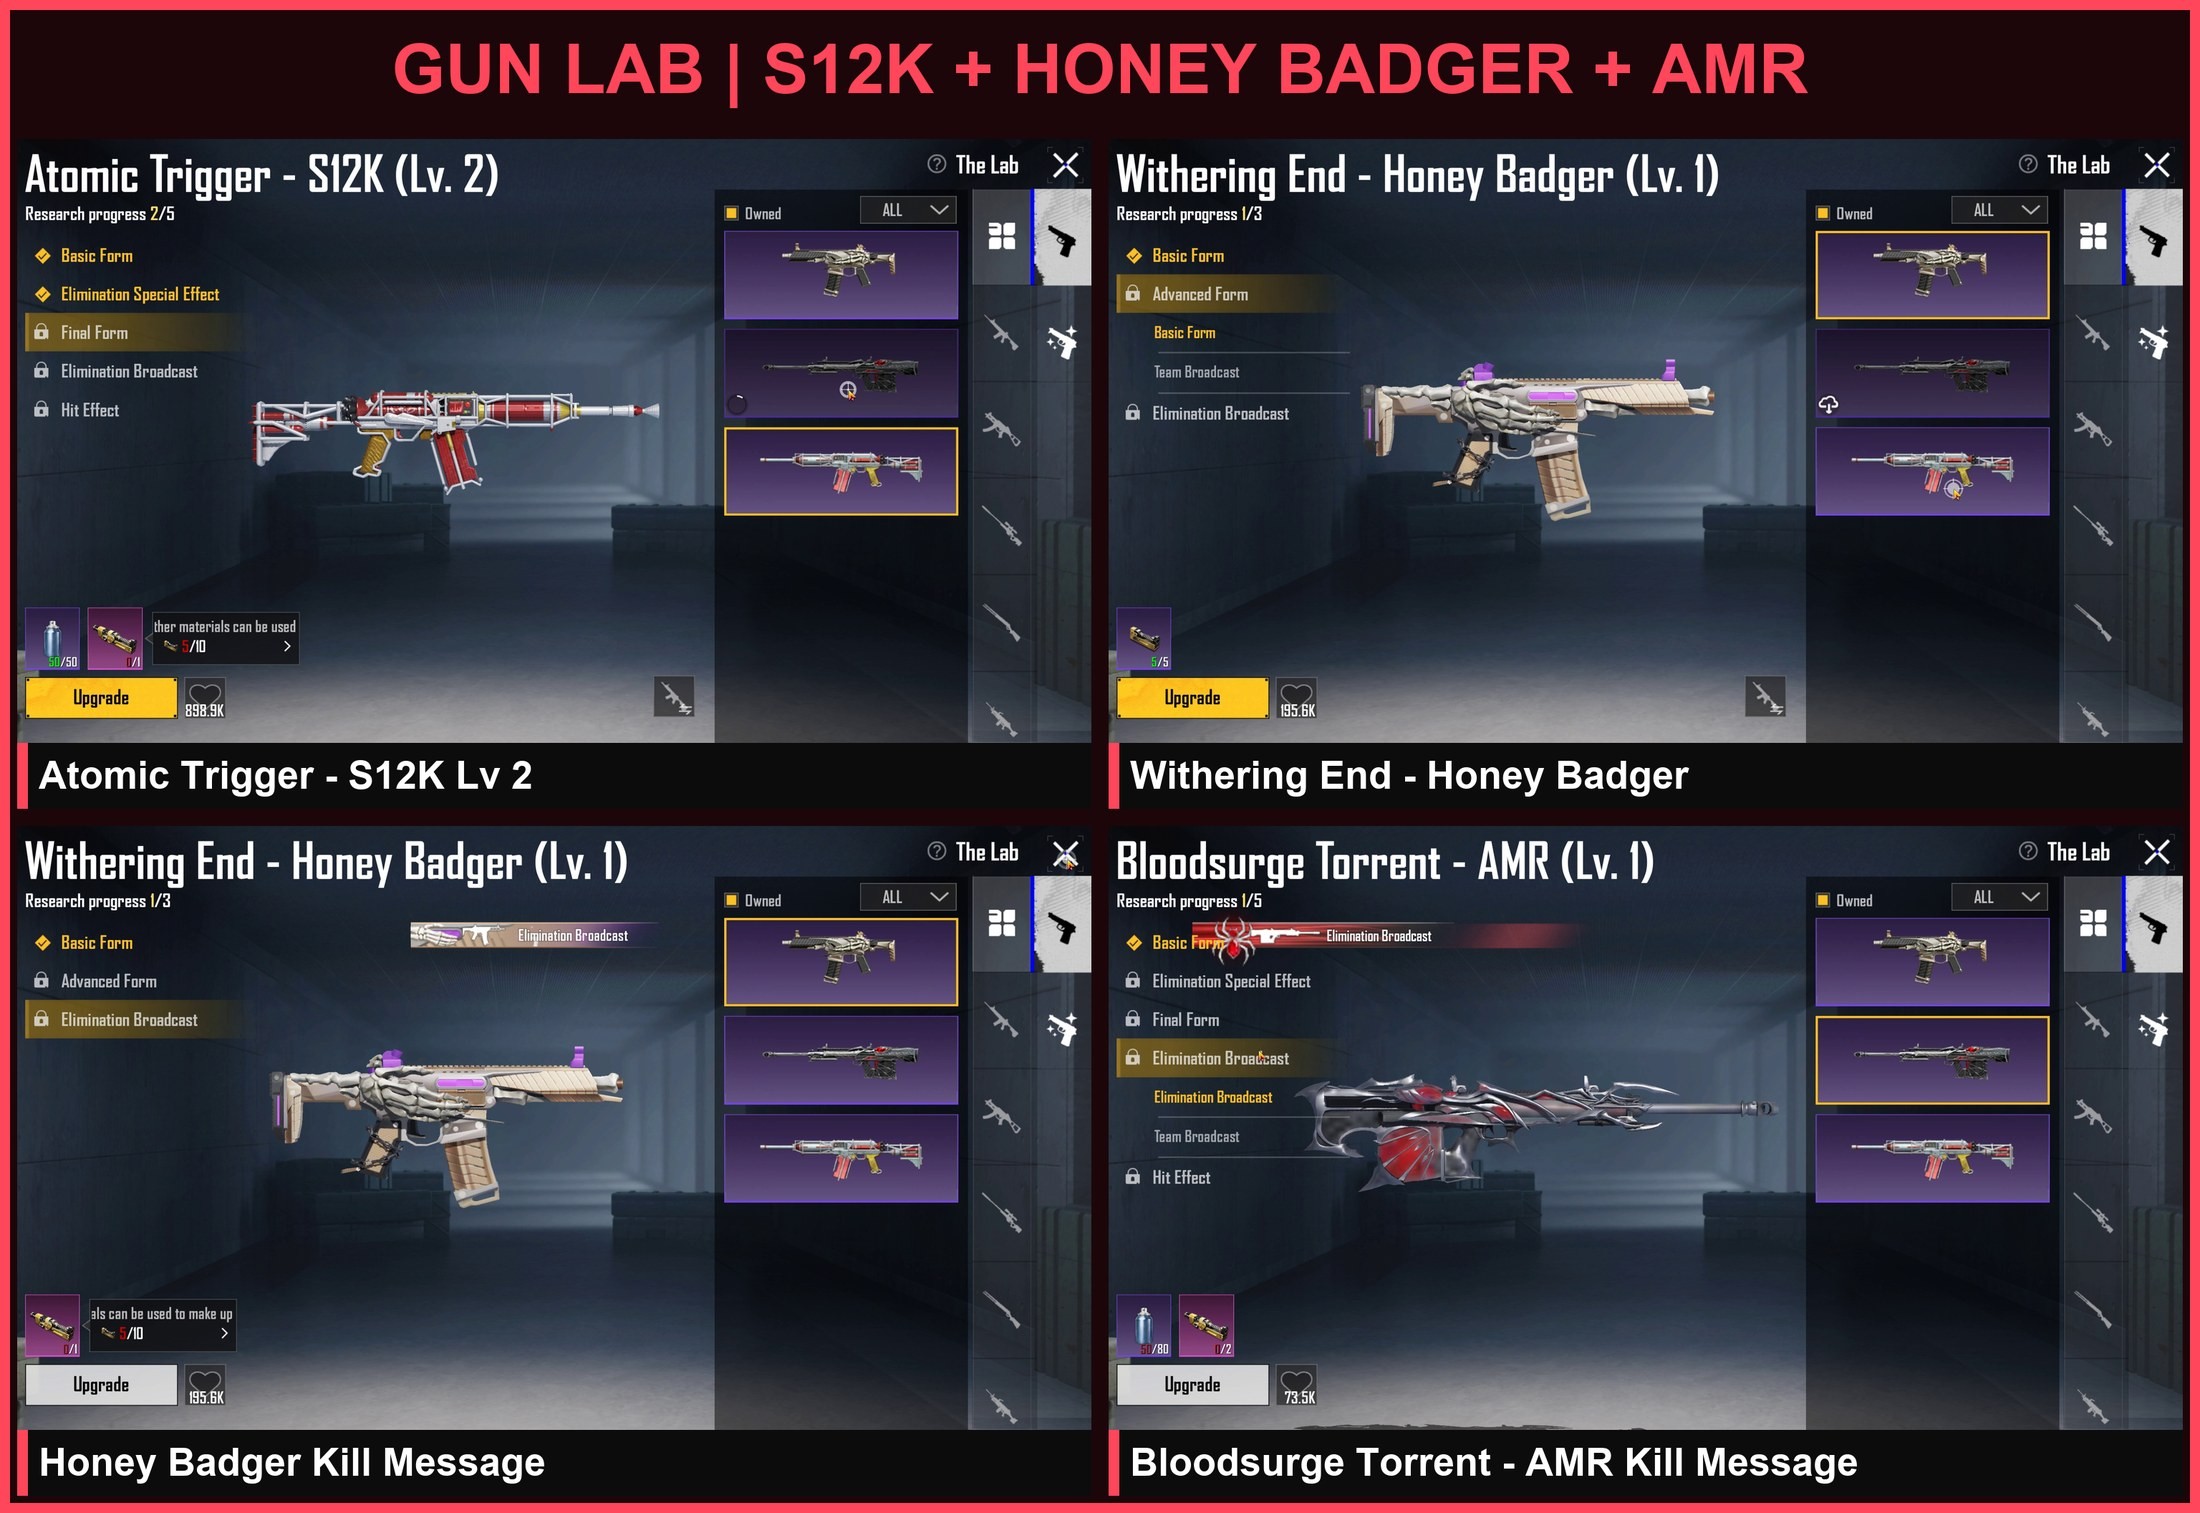 GUN LAB | S12K + HONEY BADGER + AMR
Atomic Trigger - S12K (Lv. 2)
The Lab
Research progress 2/5
Owned
ALL
Basic Form
Elimination Special Effect
Final Form
Elimination Broadcast
Hit Effect
50/50
0/1
ther materials can be used
5/10
Upgrade
898.9K
Atomic Trigger - S12K Lv 2
Withering End - Honey Badger (Lv. 1)
The Lab
Research progress 1/3
Owned
ALL
Basic Form
Advanced Form
Basic Form
Team Broadcast
Elimination Broadcast
5/5
Upgrade
195.6K
Withering End - Honey Badger
Withering End - Honey Badger (Lv. 1)
The Lab
Research progress 1/3
Owned
ALL
Elimination Broadcast
Basic Form
Advanced Form
Elimination Broadcast
0/1
als can be used to make up
5/10
Upgrade
195.6K
Honey Badger Kill Message
Bloodsurge Torrent - AMR (Lv. 1)
The Lab
Research progress 1/5
Owned
ALL
Basic Form
Elimination Broadcast
Elimination Special Effect
Final Form
Elimination Broadcast
Elimination Broadcast
Team Broadcast
Hit Effect
50/80
0/2
Upgrade
73.5K
Bloodsurge Torrent - AMR Kill Message